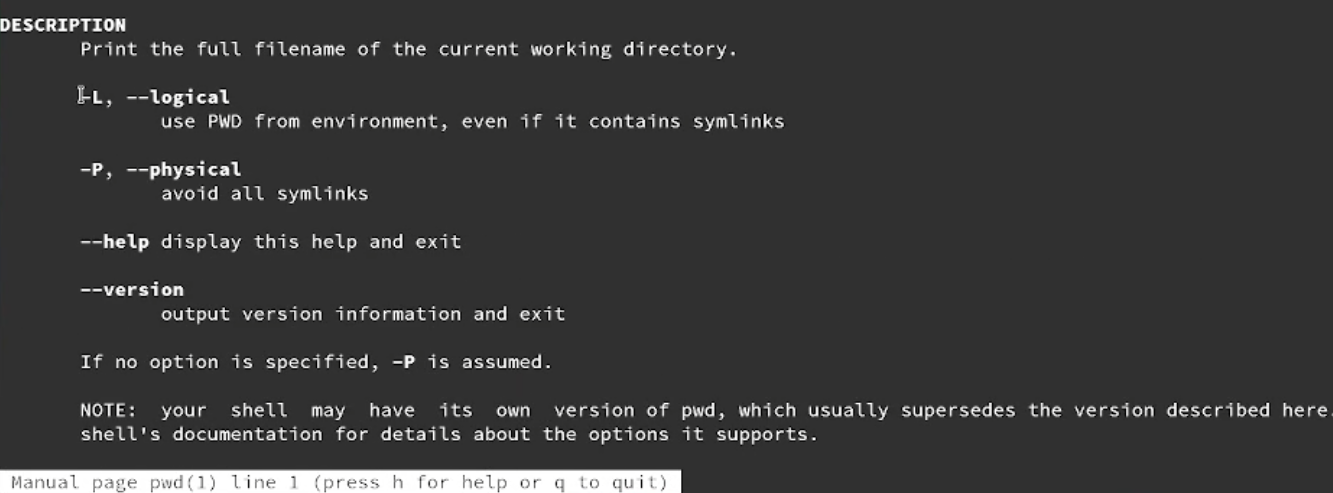 DESCRIPTION
Print the full filename of the current working directory.
-L, --logical
use PWD from environment, even if it contains symlinks
-P, --physical
avoid all symlinks
--help display this help and exit
--version
output version information and exit
If no option is specified, -P is assumed.
NOTE: your shell may have its own version of pwd, which usually supersedes the version described here.
shell's documentation for details about the options it supports.
Manual page pwd(1) line 1 (press h for help or q to quit)